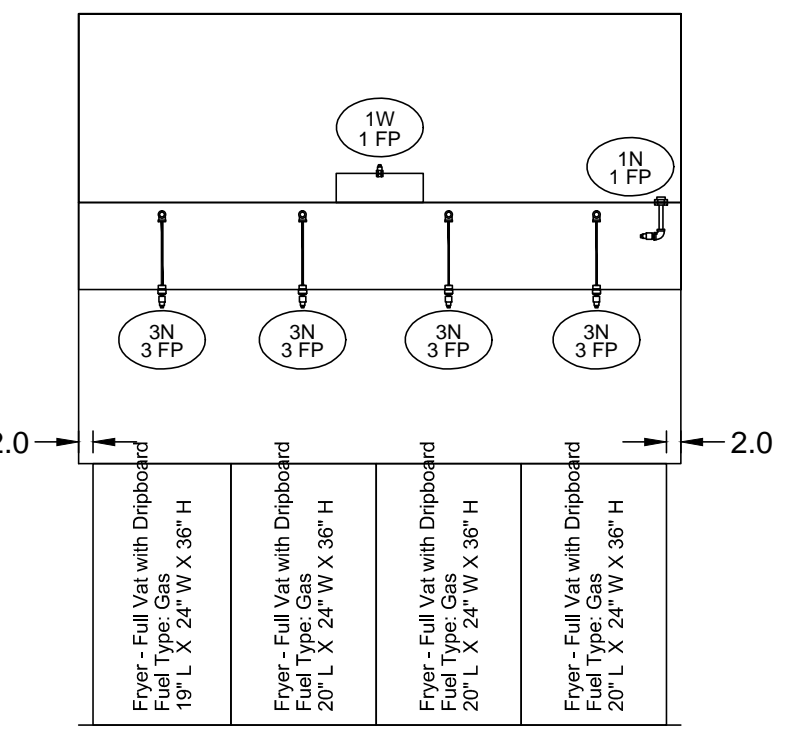 1W
1 FP
1N
1 FP
3N
3 FP
3N
3 FP
3N
3 FP
3N
3 FP
2.0
2.0
Fryer - Full Vat with Dripboard
Fuel Type: Gas
19" L X 24" W X 36" H
Fryer - Full Vat with Dripboard
Fuel Type: Gas
20" L X 24" W X 36" H
Fryer - Full Vat with Dripboard
Fuel Type: Gas
20" L X 24" W X 36" H
Fryer - Full Vat with Dripboard
Fuel Type: Gas
20" L X 24" W X 36" H